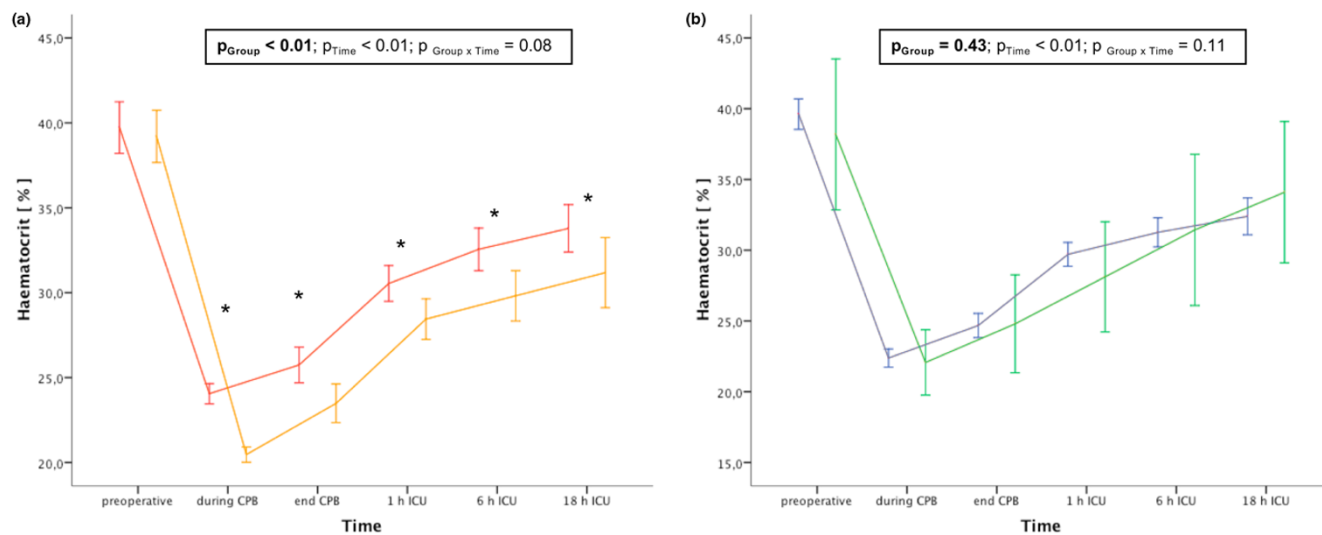 (a)
pGroup < 0.01; pTime < 0.01; p Group x Time = 0.08
45,0
40,0
35,0
30,0
25,0
20,0
Haematocrit [ % ]
*
*
*
*
*
preoperative
during CPB
end CPB
1 h ICU
6 h ICU
18 h ICU
Time
(b)
pGroup = 0.43; pTime < 0.01; p Group x Time = 0.11
45,0
40,0
35,0
30,0
25,0
20,0
15,0
Haematocrit [ % ]
preoperative
during CPB
end CPB
1 h ICU
6 h ICU
18 h ICU
Time